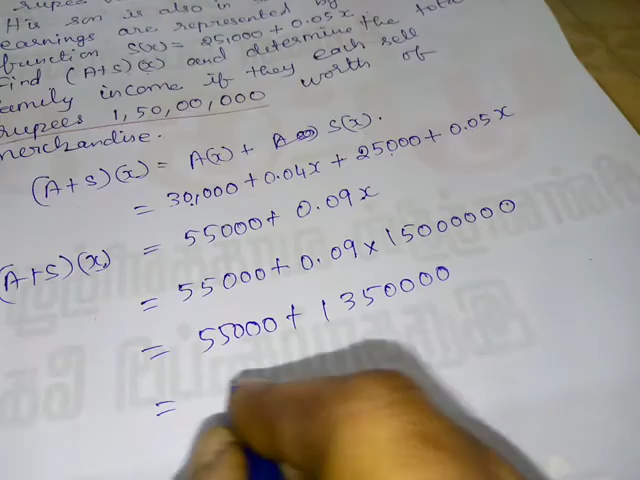 rupee
His son is also in
earnings are represented by
function S(x) = 25,000 + 0.05x
Find (A+S)(x) and determine the total
family income if they each sell
rupees 1,50,00,000 worth of
merchandise.
(A+S)(x) = A(x) + S(x).
= 30,000 + 0.04x + 25,000 + 0.05x
(A+S)(x) = 55000 + 0.09x
= 55000 + 0.09 × 15000000
= 55000 + 1350000
=